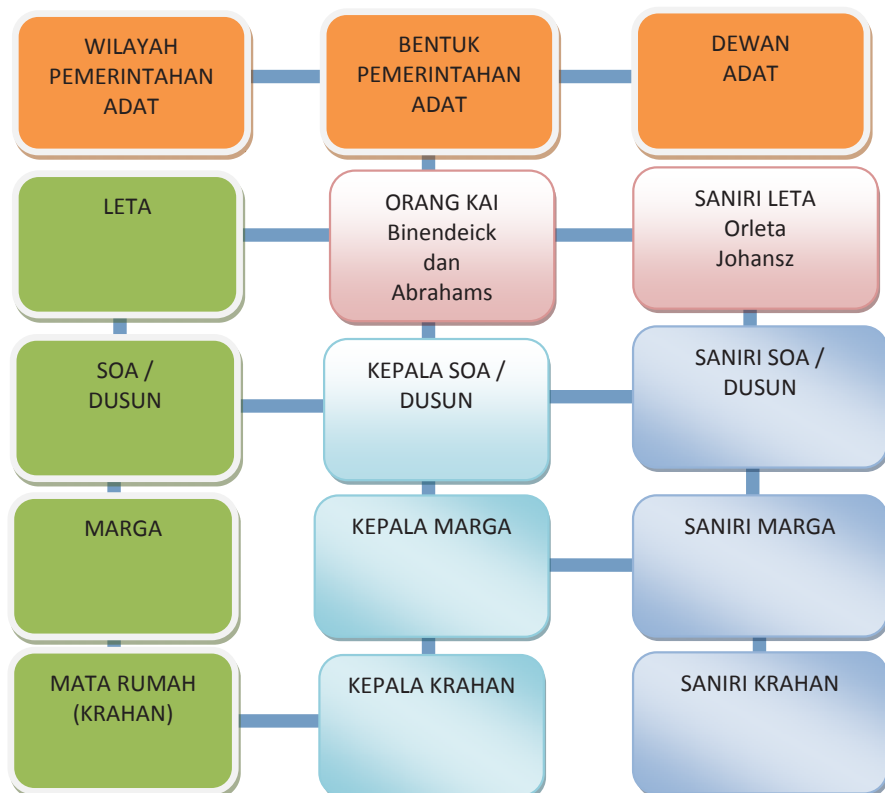 WILAYAH
PEMERINTAHAN
ADAT
BENTUK
PEMERINTAHAN
ADAT
DEWAN
ADAT
LETA
ORANG KAI
Binendeick
dan
Abrahams
SANIRI LETA
Orleta
Johansz
SOA /
DUSUN
KEPALA SOA /
DUSUN
SANIRI SOA /
DUSUN
MARGA
KEPALA MARGA
SANIRI MARGA
MATA RUMAH
(KRAHAN)
KEPALA KRAHAN
SANIRI KRAHAN